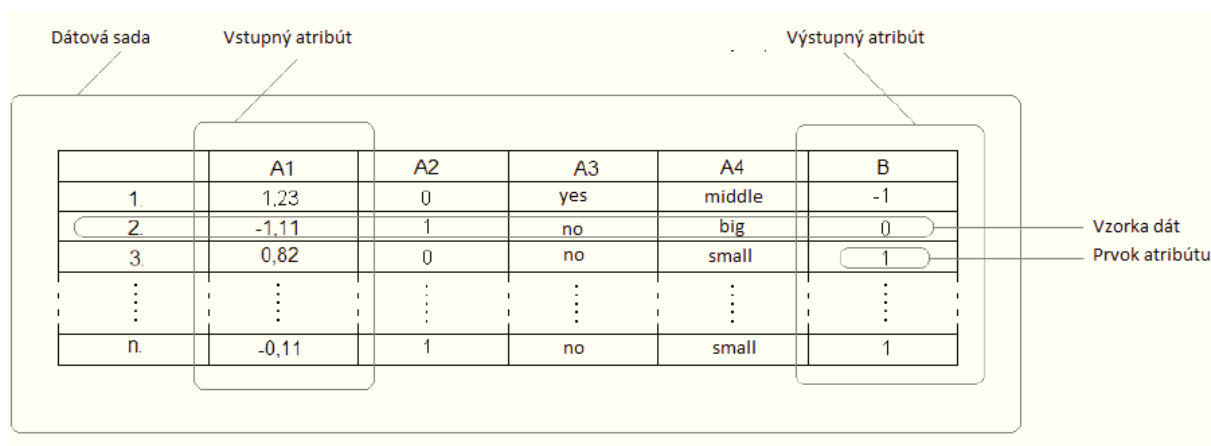 Dátová sada Vstupný atribút Výstupný atribút
A1 A2 A3 A4 B
1. 1,23 0 yes middle -1
2. -1,11 1 no big 0 Vzorka dát
3. 0,82 0 no small 1 Prvok atribútu
n. -0,11 1 no small 1